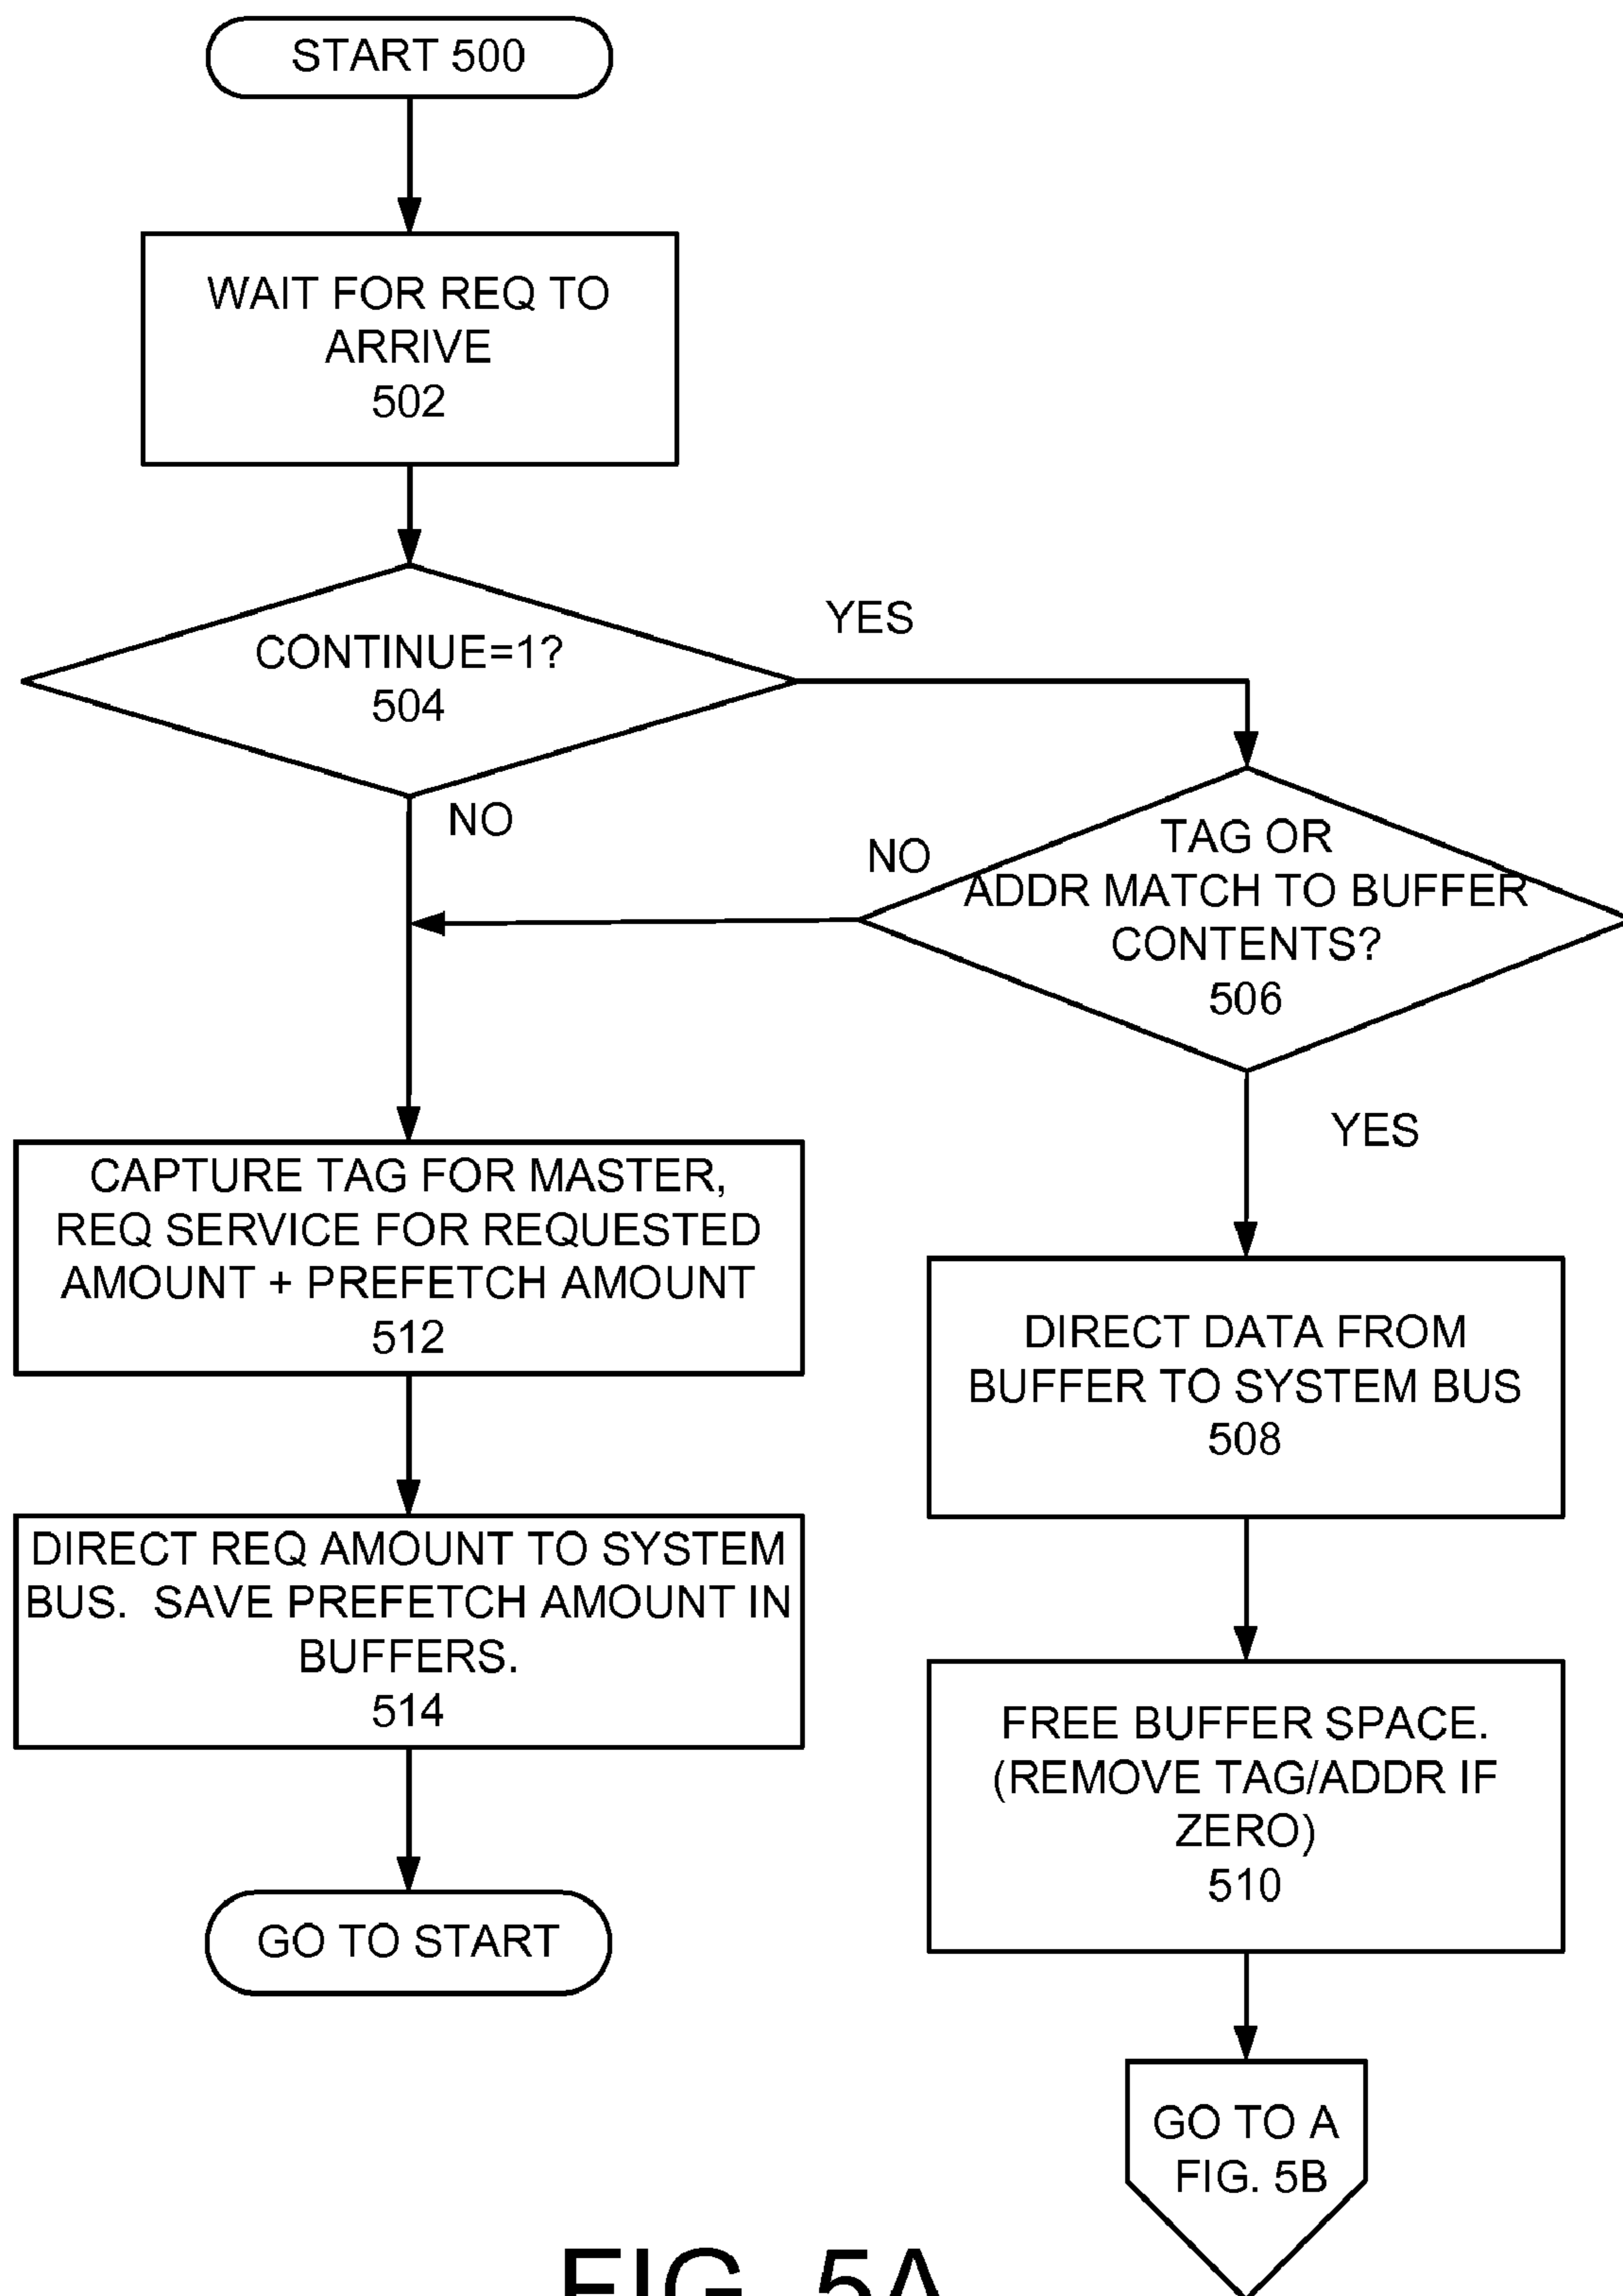 START 500
WAIT FOR REQ TO
ARRIVE
502
CONTINUE=1?
504
YES
NO
NO
TAG OR
ADDR MATCH TO BUFFER
CONTENTS?
506
YES
CAPTURE TAG FOR MASTER,
REQ SERVICE FOR REQUESTED
AMOUNT + PREFETCH AMOUNT
512
DIRECT DATA FROM
BUFFER TO SYSTEM BUS
508
DIRECT REQ AMOUNT TO SYSTEM
BUS.  SAVE PREFETCH AMOUNT IN
BUFFERS.
514
FREE BUFFER SPACE.
(REMOVE TAG/ADDR IF
ZERO)
510
GO TO START
GO TO A
FIG. 5B
FIG. 5A